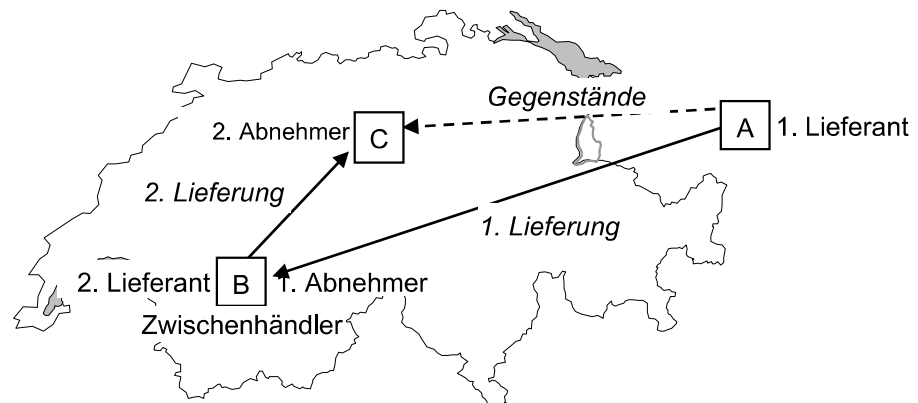 Gegenstände
A
1. Lieferant
2. Abnehmer
C
2. Lieferung
1. Lieferung
2. Lieferant
B
1. Abnehmer
Zwischenhändler